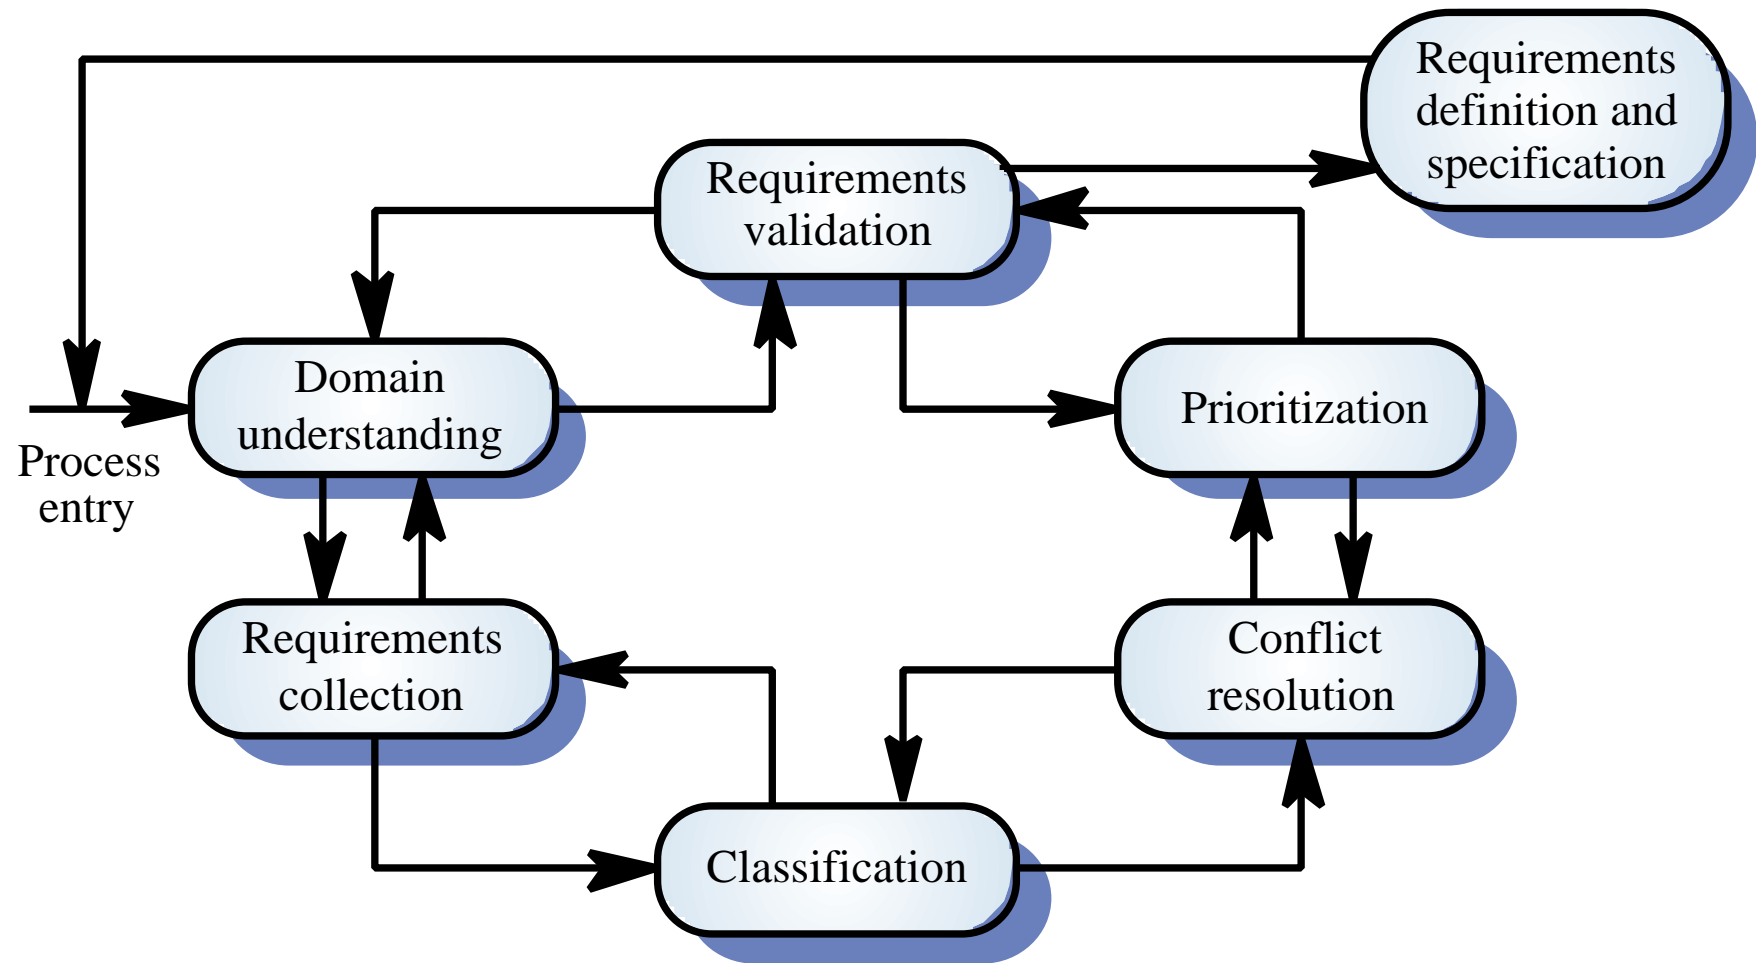 Requirements
definition and
specification
Requirements
validation
Domain
understanding
Prioritization
Process
entry
Requirements
collection
Conflict
resolution
Classification